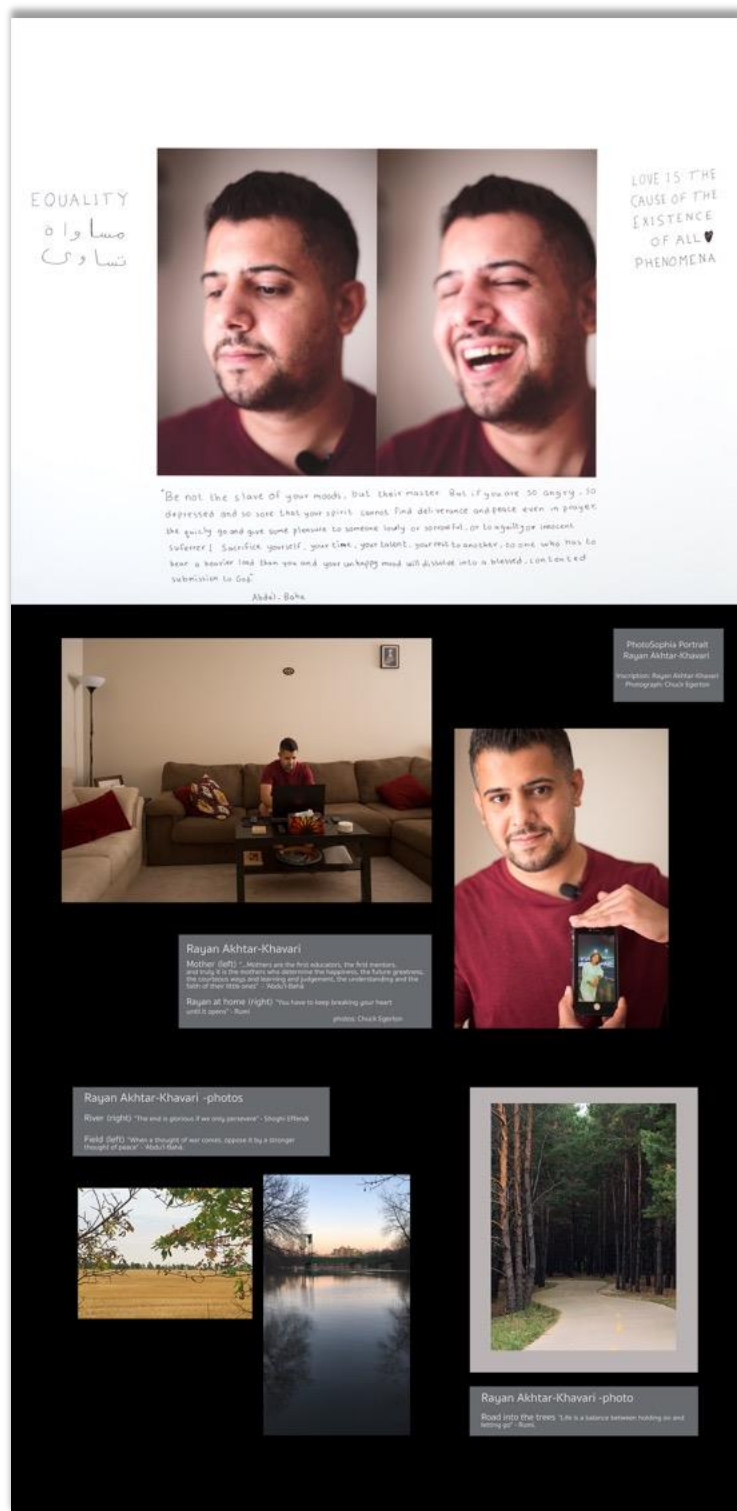 EQUALITY
مساواة
تساوی
LOVE IS THE
CAUSE OF THE
EXISTENCE
OF ALL
PHENOMENA
"Be not the slave of your moods, but their master. But if you are so angry, so
depressed and so sore that your spirit cannot find deliverance and peace even in prayer
the quicly go and give some pleasure to someone lowly or sorrowful, or to a guilty or innocent
suferrer! Sacrifice yourself, your time, your talent, your rest to another, to one who has to
bear a heavier load than you and your unhappy mood will dissolve into a blessed, contented
submission to God"
Abdul-Baha
PhotoSophia Portrait
Rayan Akhtar-Khavari
Inscription: Rayan Akhtar-Khavari
Photograph: Chuck Egerton
Rayan Akhtar-Khavari
Mother (left) "...Mothers are the first educators, the first mentors;
and truly it is the mothers who determine the happiness, the future greatness,
the courteous ways and learning and judgement, the understanding and the
faith of their little ones" - 'Abdu'l-Bahá
Rayan at home (right) "You have to keep breaking your heart
until it opens" - Rumi
photos: Chuck Egerton
Rayan Akhtar-Khavari -photos
River (right) "The end is glorious if we only persevere" - Shoghi Effendi
Field (left) "When a thought of war comes, oppose it by a stronger
thought of peace" - 'Abdu'l-Bahá.
Rayan Akhtar-Khavari -photo
Road into the trees "Life is a balance between holding on and
letting go" - Rumi.